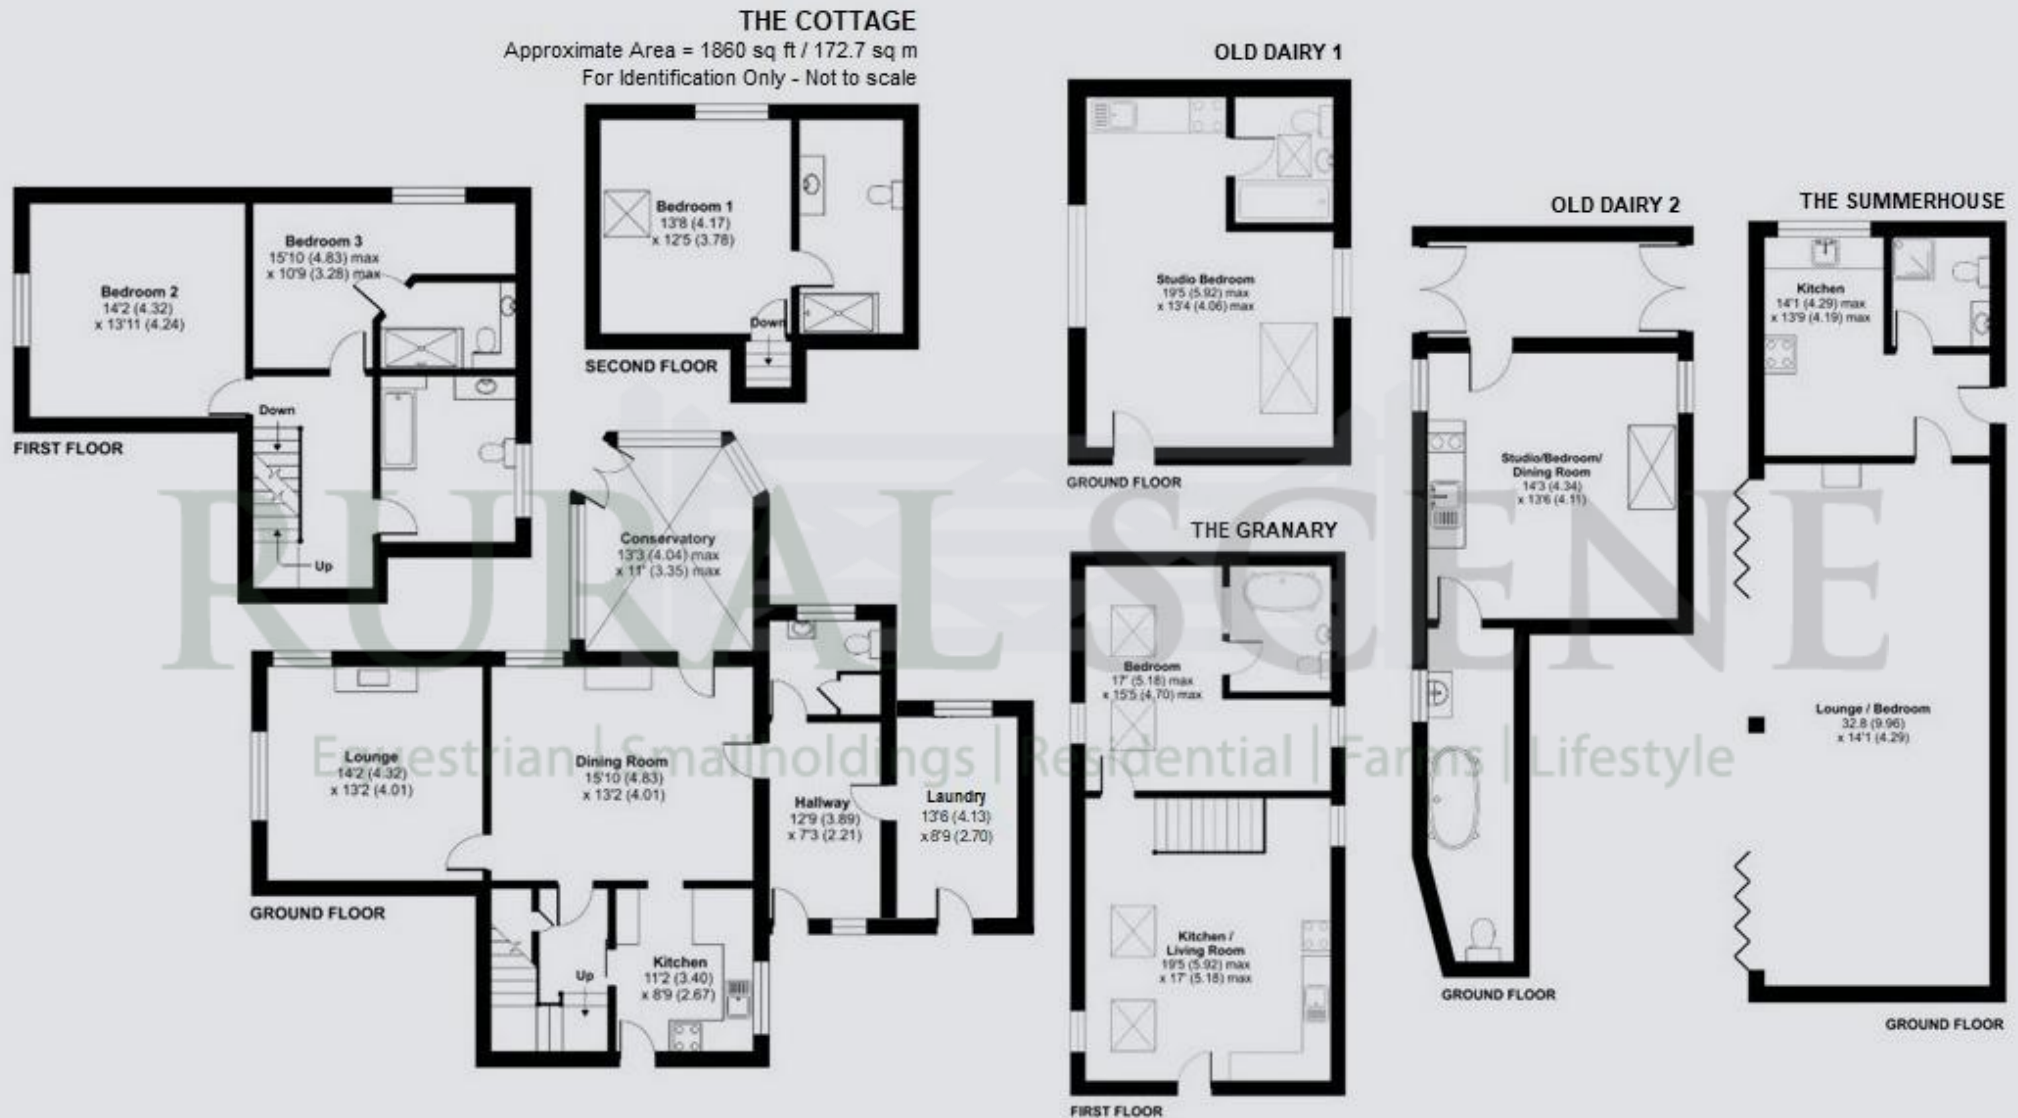 THE COTTAGE
Approximate Area = 1860 sq ft / 172.7 sq m
For Identification Only - Not to scale
Bedroom 2
14'2 (4.32)
x 13'11 (4.24)
Bedroom 3
15'10 (4.83) max
x 10'9 (3.28) max
Down
Up
FIRST FLOOR
Bedroom 1
13'8 (4.17)
x 12'5 (3.78)
Down
SECOND FLOOR
Conservatory
13'3 (4.04) max
x 11' (3.35) max
Lounge
14'2 (4.32)
x 13'2 (4.01)
Dining Room
15'10 (4.83)
x 13'2 (4.01)
Hallway
12'9 (3.89)
x 7'3 (2.21)
Laundry
13'6 (4.13)
x 8'9 (2.70)
Up
Kitchen
11'2 (3.40)
x 8'9 (2.67)
GROUND FLOOR
OLD DAIRY 1
Studio Bedroom
19'5 (5.92) max
x 13'4 (4.06) max
GROUND FLOOR
THE GRANARY
Bedroom
17' (5.18) max
x 15'5 (4.70) max
Kitchen /
Living Room
19'5 (5.92) max
x 17' (5.18) max
FIRST FLOOR
OLD DAIRY 2
Studio/Bedroom/
Dining Room
14'3 (4.34)
x 13'6 (4.11)
GROUND FLOOR
THE SUMMERHOUSE
Kitchen
14'1 (4.29) max
x 13'9 (4.19) max
Lounge / Bedroom
32.8 (9.96)
x 14'1 (4.29)
GROUND FLOOR
RURAL SCENE
Equestrian | Smallholdings | Residential | Farms | Lifestyle